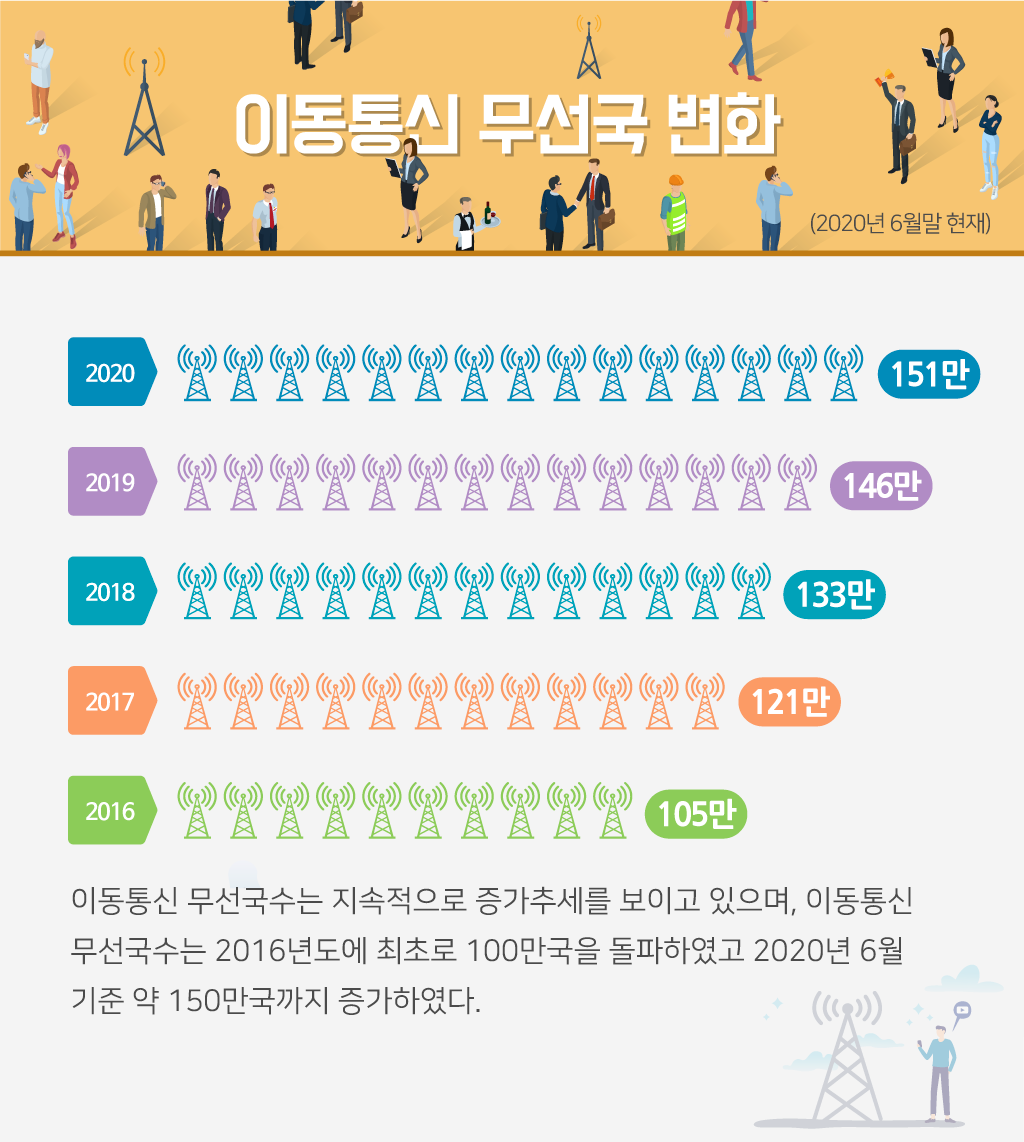 이동통신 무선국 변화
(2020년 6월말 현재)
2020
151만
2019
146만
2018
133만
2017
121만
2016
105만
이동통신 무선국수는 지속적으로 증가추세를 보이고 있으며, 이동통신
무선국수는 2016년도에 최초로 100만국을 돌파하였고 2020년 6월
기준 약 150만국까지 증가하였다.